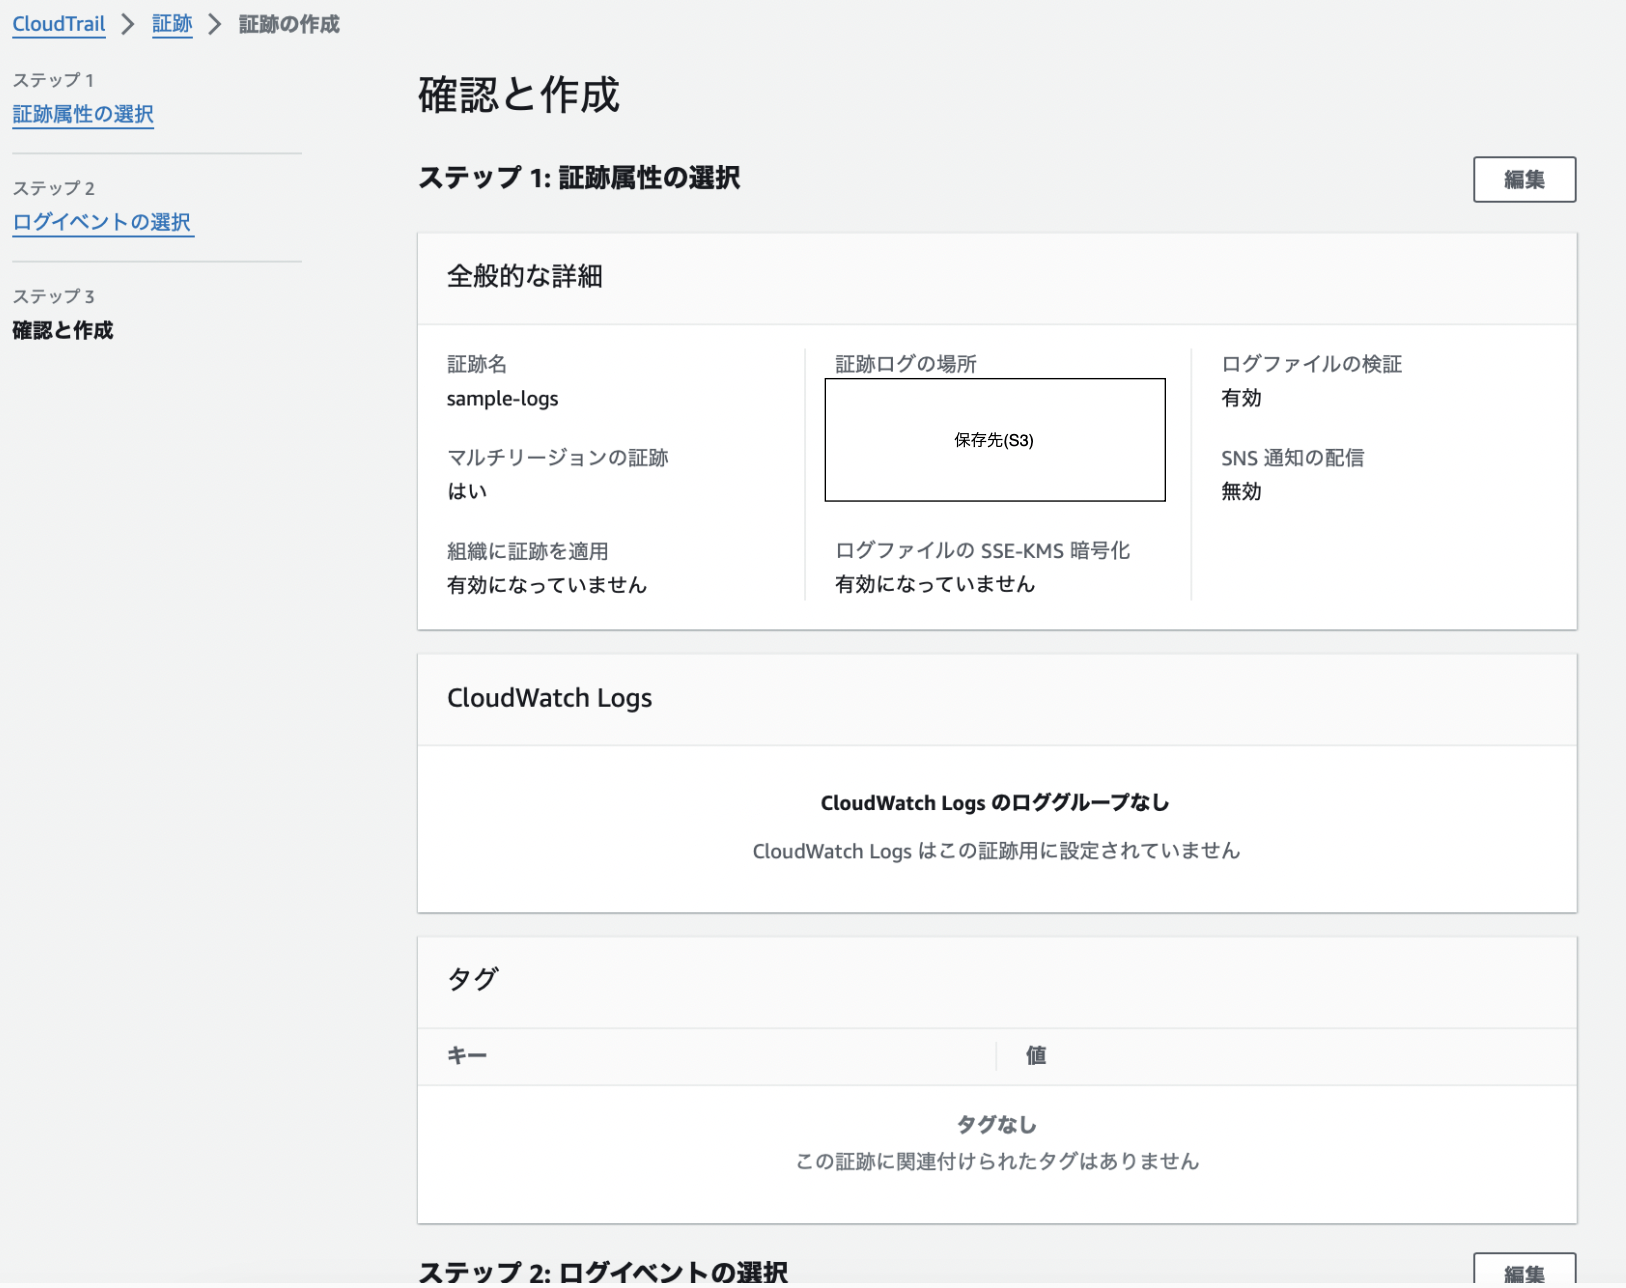 CloudTrail > 証跡 > 証跡の作成
ステップ 1
証跡属性の選択
ステップ 2
ログイベントの選択
ステップ 3
確認と作成
確認と作成
ステップ 1: 証跡属性の選択
編集
全般的な詳細
証跡名
sample-logs
マルチリージョンの証跡
はい
組織に証跡を適用
有効になっていません
証跡ログの場所
保存先(S3)
ログファイルの SSE-KMS 暗号化
有効になっていません
ログファイルの検証
有効
SNS 通知の配信
無効
CloudWatch Logs
CloudWatch Logs のロググループなし
CloudWatch Logs はこの証跡用に設定されていません
タグ
キー
値
タグなし
この証跡に関連付けられたタグはありません
ステップ 2: ログイベントの選択
編集